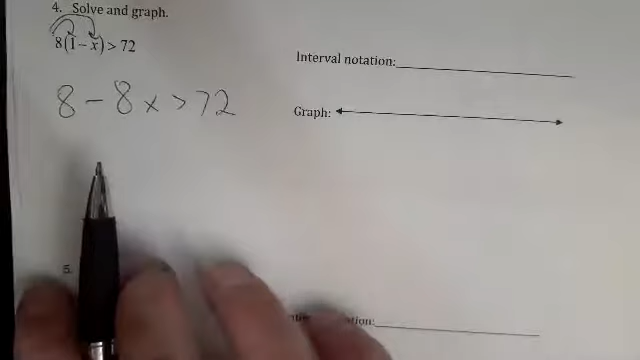 4. Solve and graph.
8(1 − x) > 72
8 − 8x > 72
Interval notation:
Graph:
5.